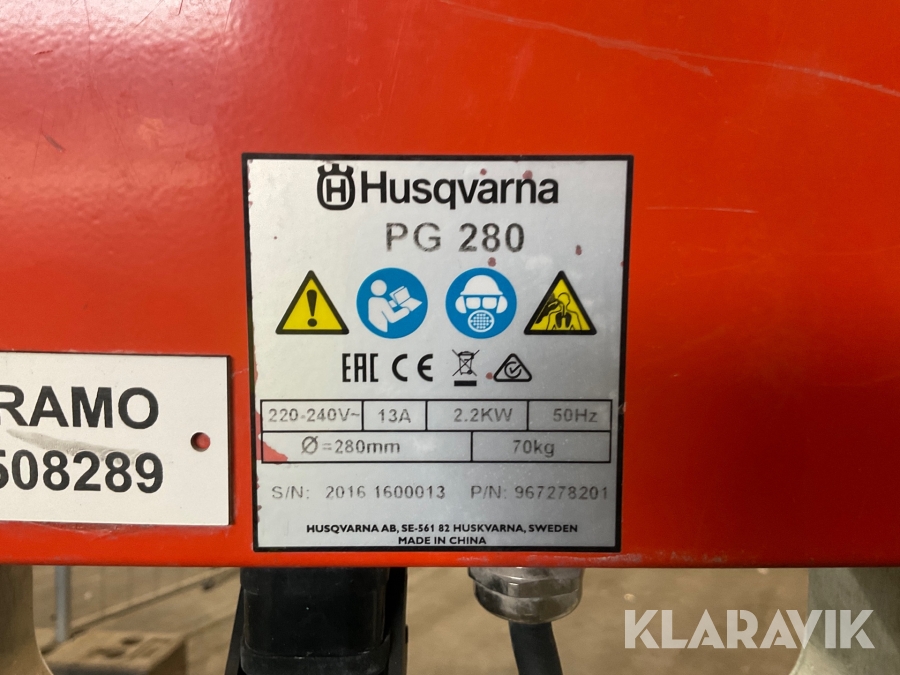 Husqvarna
PG 280
EAC CE
220-240V~ 13A 2.2KW 50Hz
Ø=280mm 70kg
S/N: 2016 1600013 P/N: 967278201
HUSQVARNA AB, SE-561 82 HUSKVARNA, SWEDEN
MADE IN CHINA
RAMO
508289
KLARAVIK